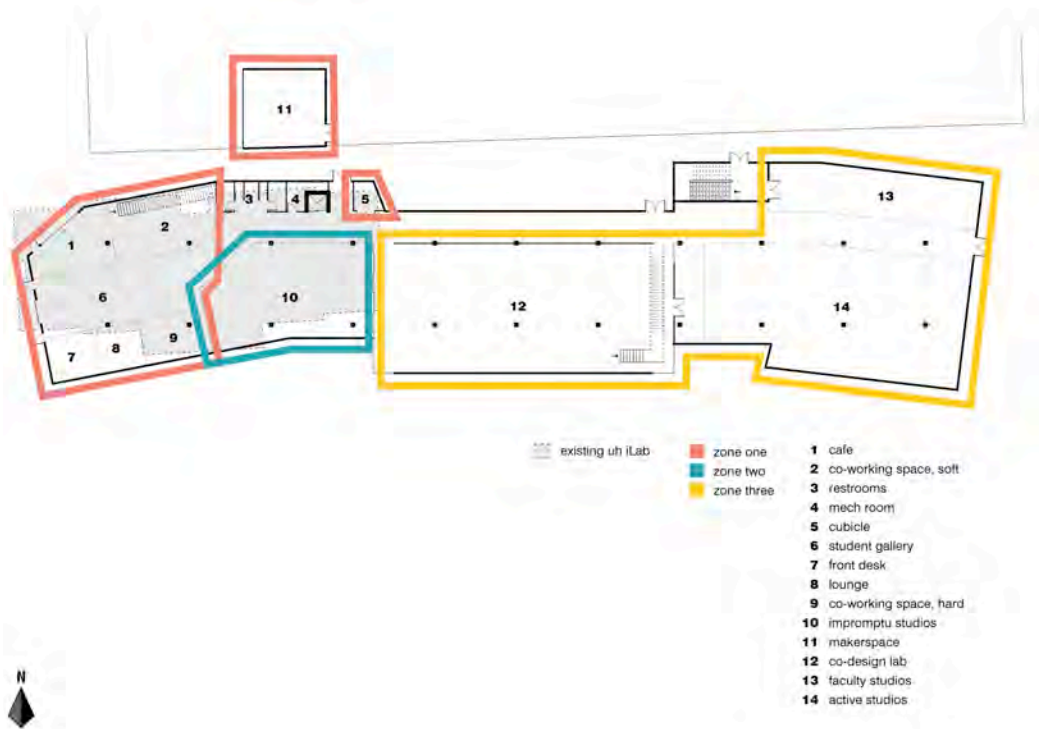 11
3
4
5
13
2
1
6
10
12
14
9
8
7
existing uh iLab
zone one
zone two
zone three
1 cafe
2 co-working space, soft
3 restrooms
4 mech room
5 cubicle
6 student gallery
7 front desk
8 lounge
9 co-working space, hard
10 impromptu studios
11 makerspace
12 co-design lab
13 faculty studios
14 active studios
N